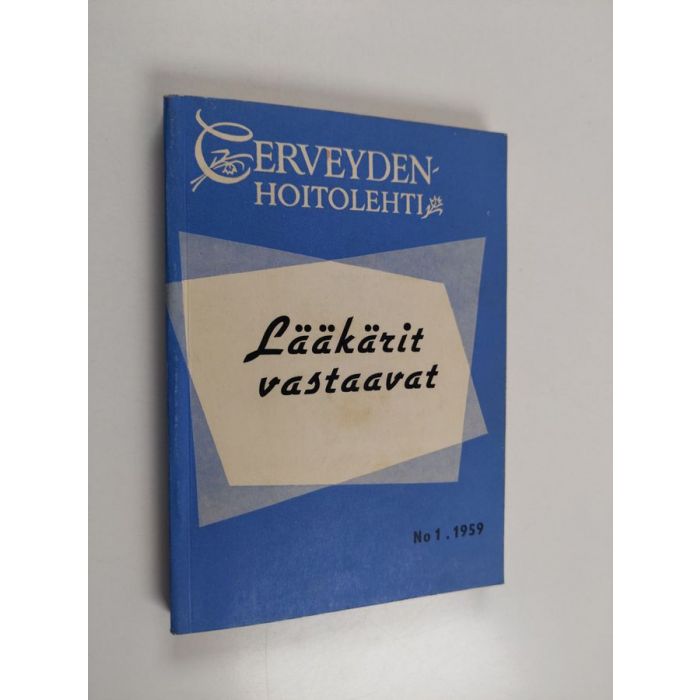 TERVEYDEN-
HOITOLEHTI
Lääkärit
vastaavat
No 1 . 1959